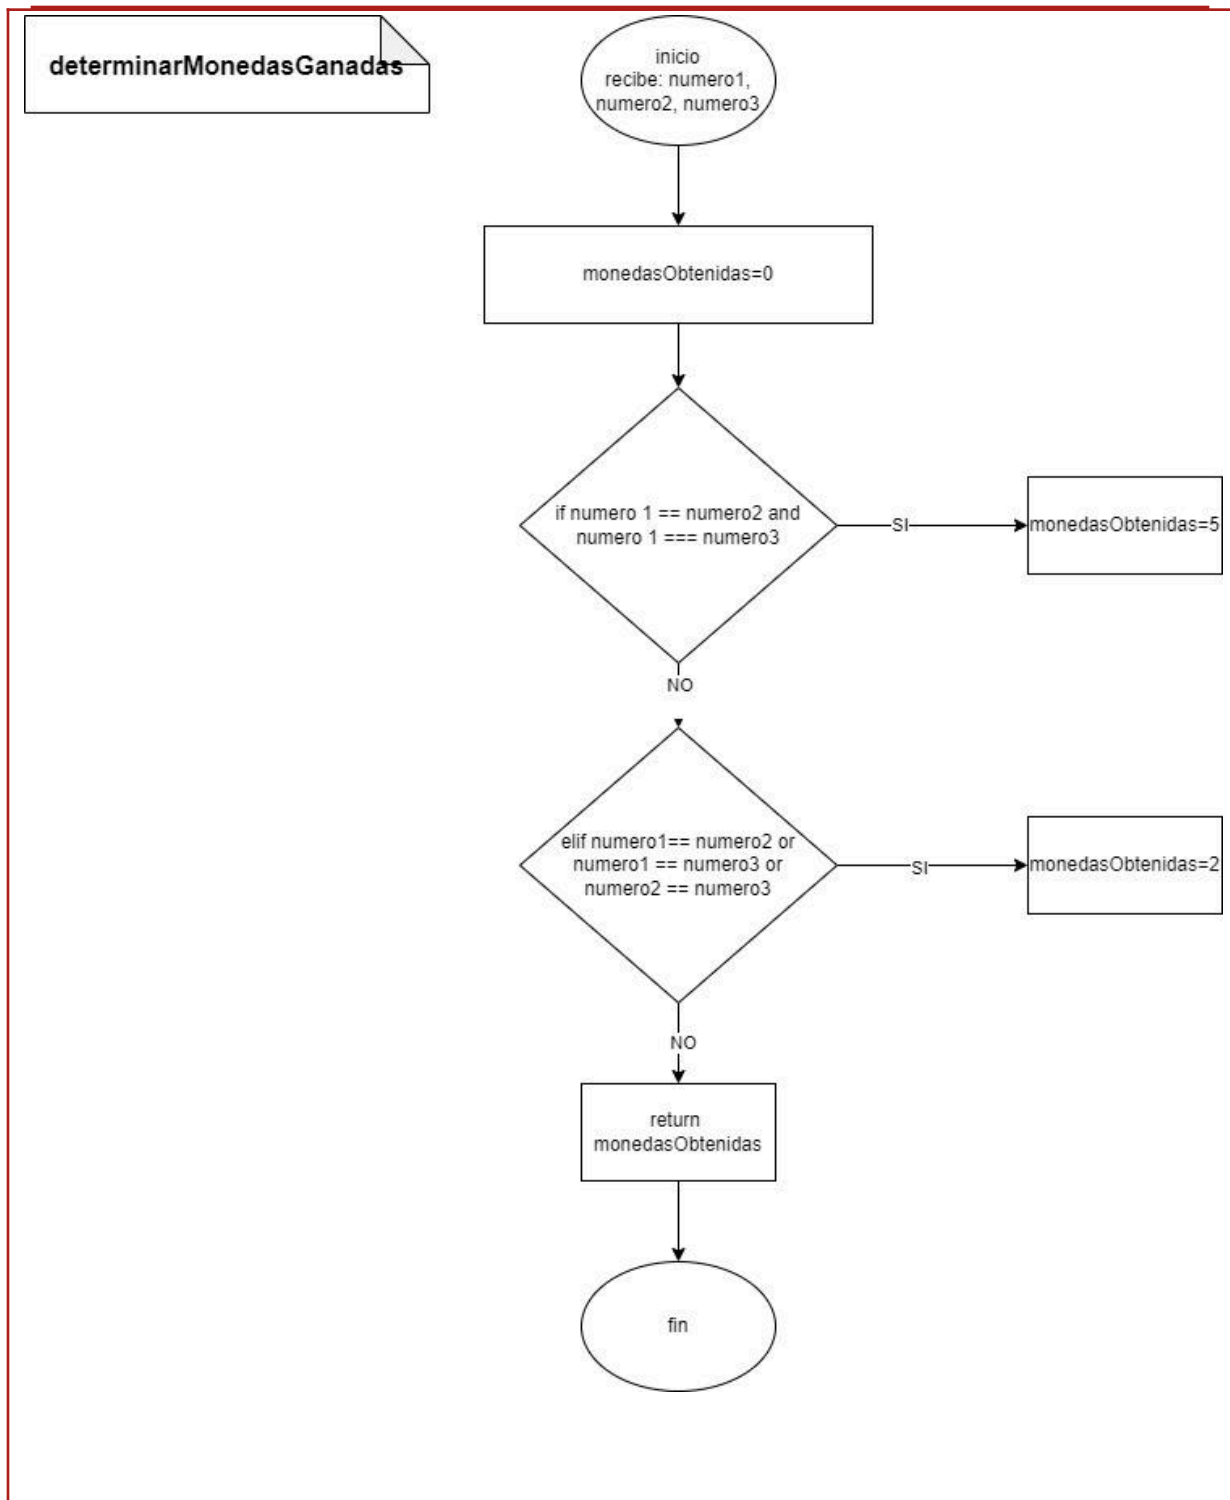 determinarMonedasGanadas
inicio
recibe: numero1,
numero2, numero3
monedasObtenidas=0
if numero 1 == numero2 and
numero 1 === numero3
SI
monedasObtenidas=5
NO
elif numero1== numero2 or
numero1 == numero3 or
numero2 == numero3
SI
monedasObtenidas=2
NO
return
monedasObtenidas
fin